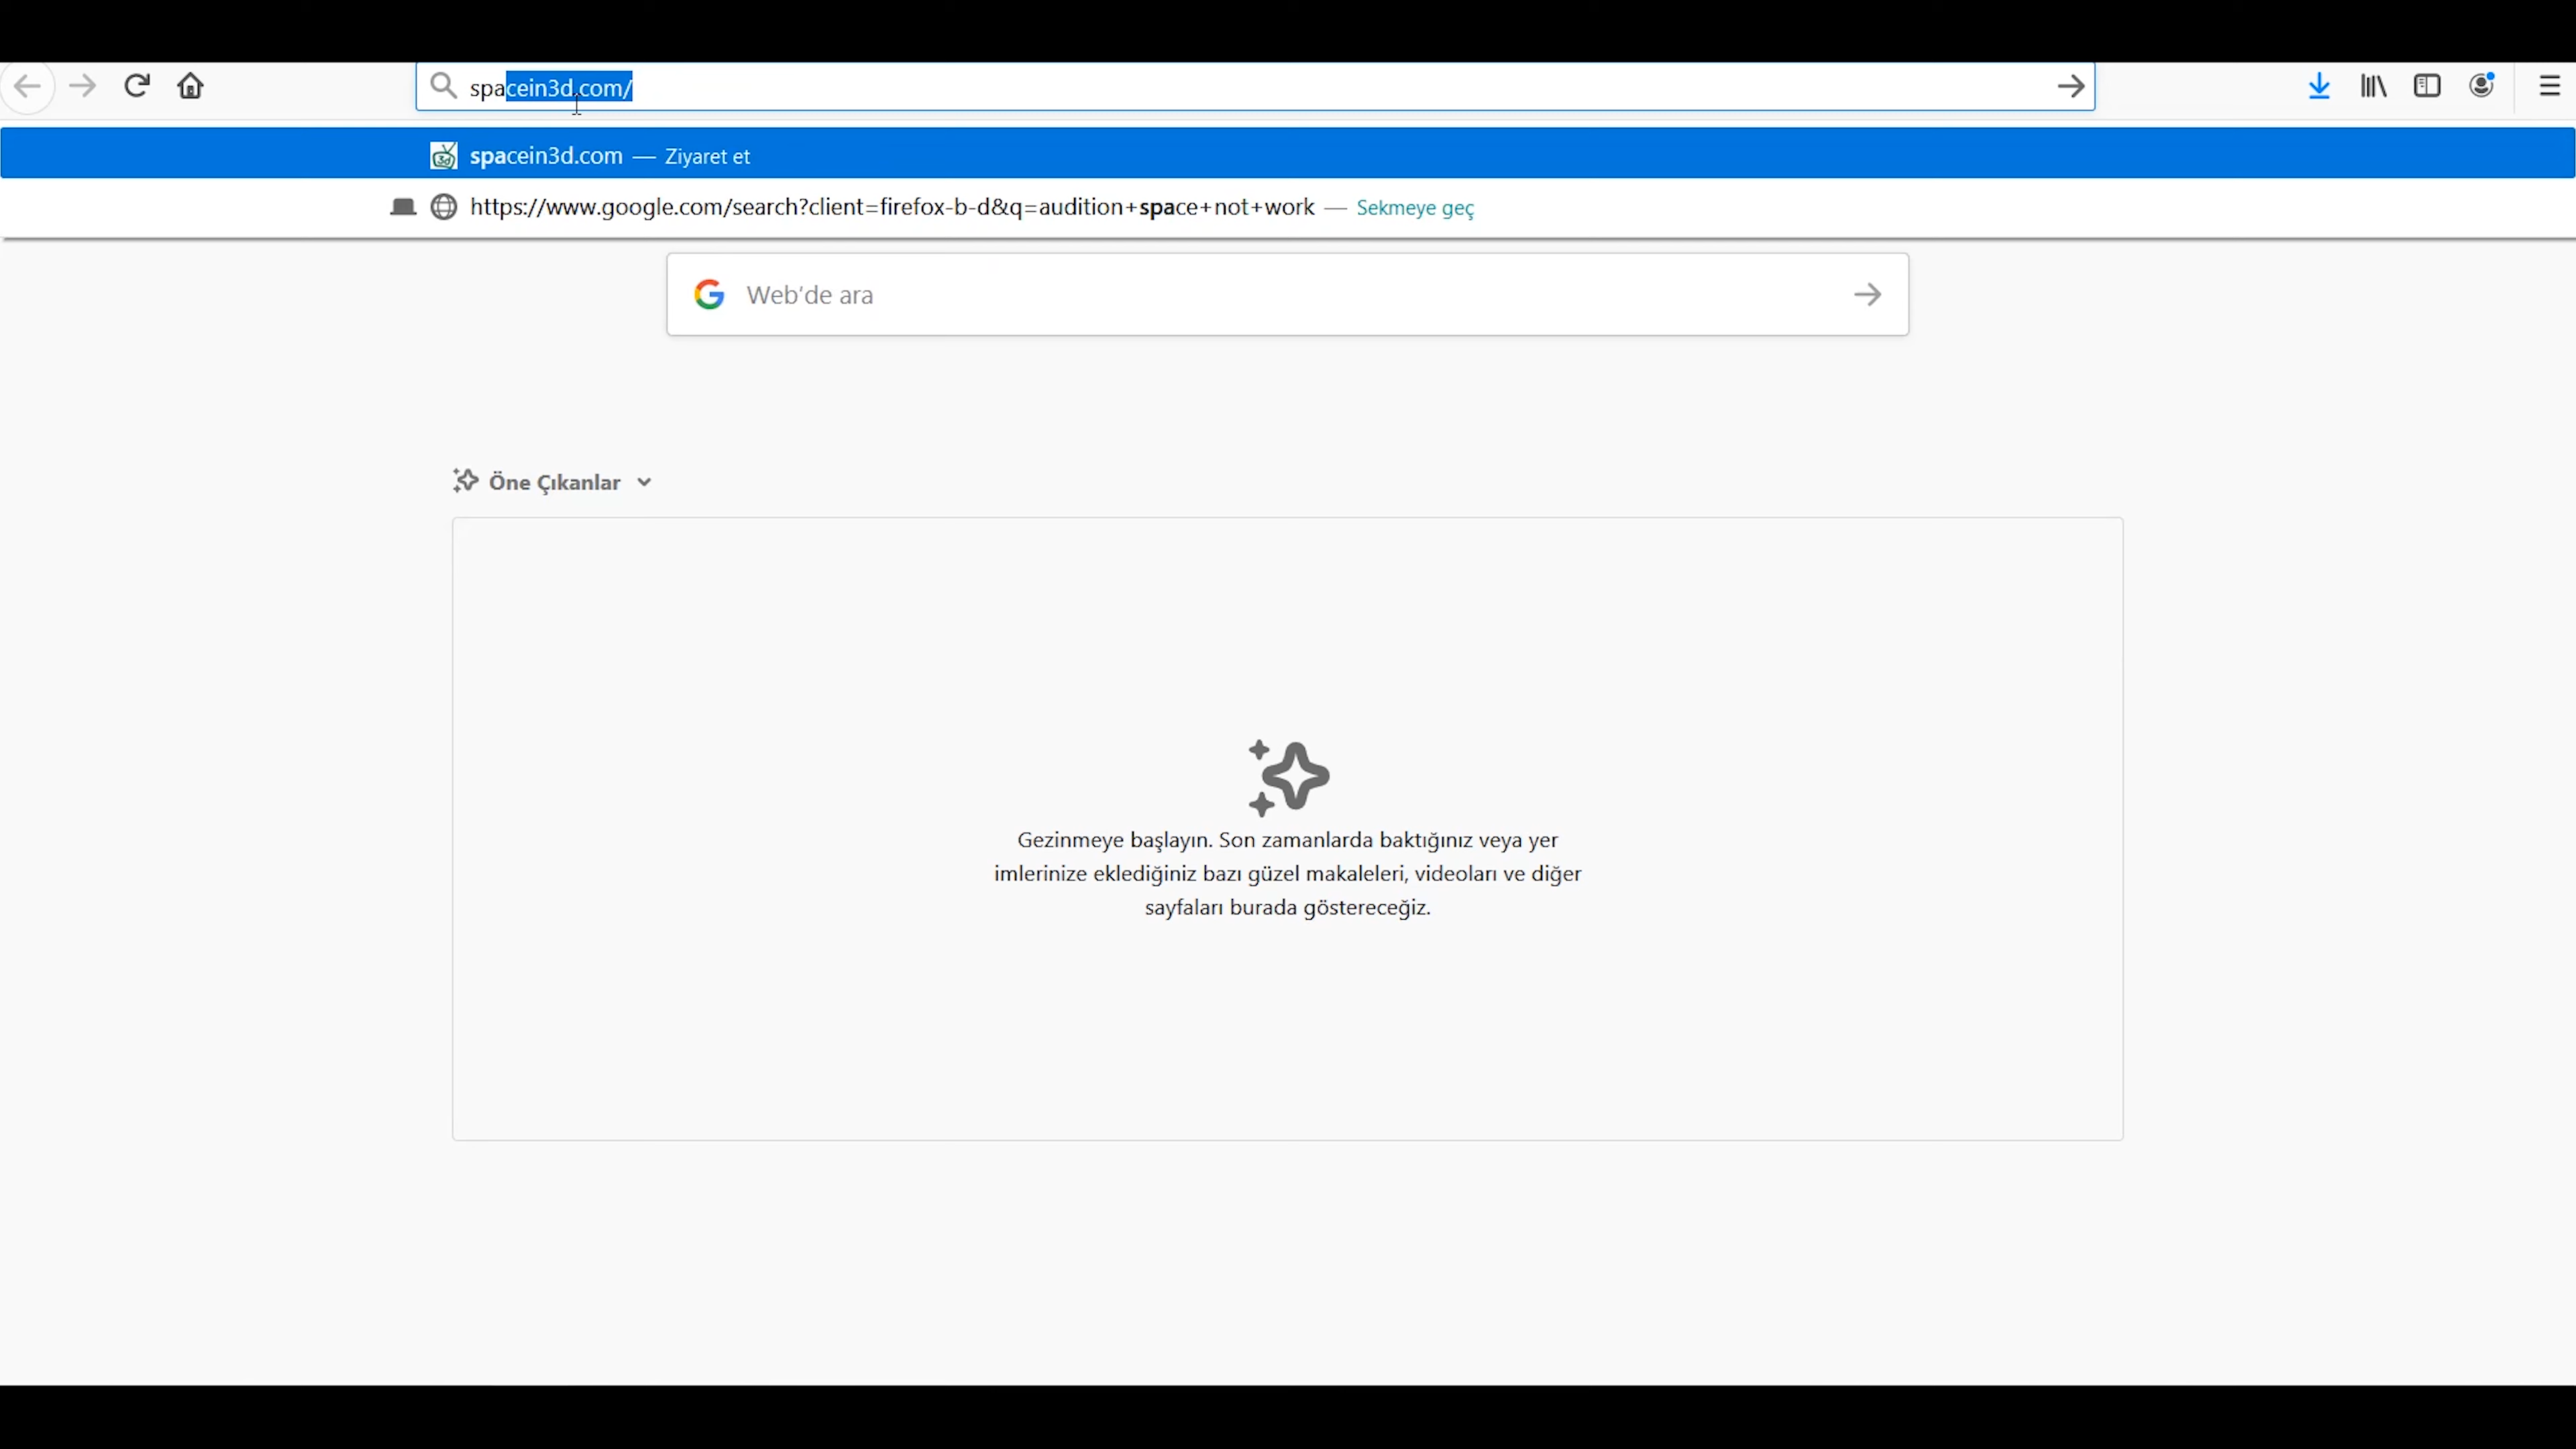 spacein3d.com/
spacein3d.com — Ziyaret et
https://www.google.com/search?client=firefox-b-d&q=audition+space+not+work — Sekmeye geç
Web'de ara
Öne Çıkanlar
Gezinmeye başlayın. Son zamanlarda baktığınız veya yer
imlerinize eklediğiniz bazı güzel makaleleri, videoları ve diğer
sayfaları burada göstereceğiz.